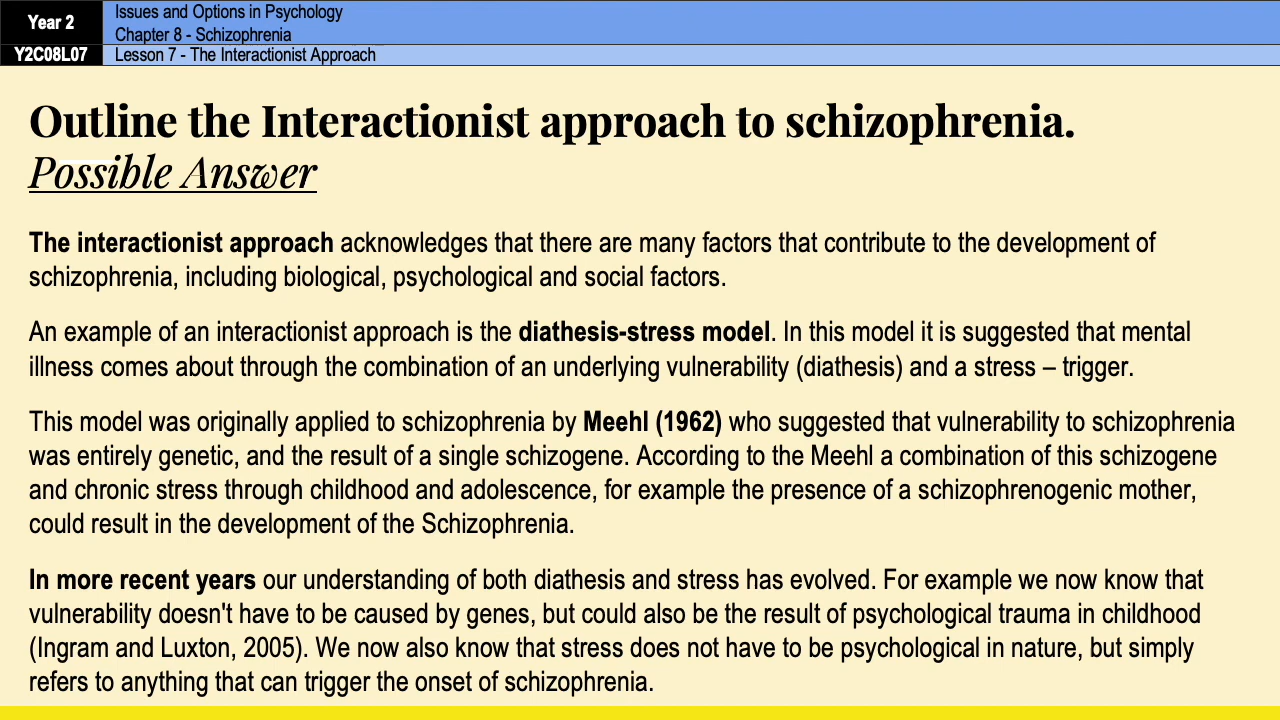 Year 2
Issues and Options in Psychology
Chapter 8 - Schizophrenia
Y2C08L07
Lesson 7 - The Interactionist Approach
Outline the Interactionist approach to schizophrenia.
Possible Answer
The interactionist approach acknowledges that there are many factors that contribute to the development of
schizophrenia, including biological, psychological and social factors.
An example of an interactionist approach is the diathesis-stress model. In this model it is suggested that mental
illness comes about through the combination of an underlying vulnerability (diathesis) and a stress – trigger.
This model was originally applied to schizophrenia by Meehl (1962) who suggested that vulnerability to schizophrenia
was entirely genetic, and the result of a single schizogene. According to the Meehl a combination of this schizogene
and chronic stress through childhood and adolescence, for example the presence of a schizophrenogenic mother,
could result in the development of the Schizophrenia.
In more recent years our understanding of both diathesis and stress has evolved. For example we now know that
vulnerability doesn't have to be caused by genes, but could also be the result of psychological trauma in childhood
(Ingram and Luxton, 2005). We now also know that stress does not have to be psychological in nature, but simply
refers to anything that can trigger the onset of schizophrenia.